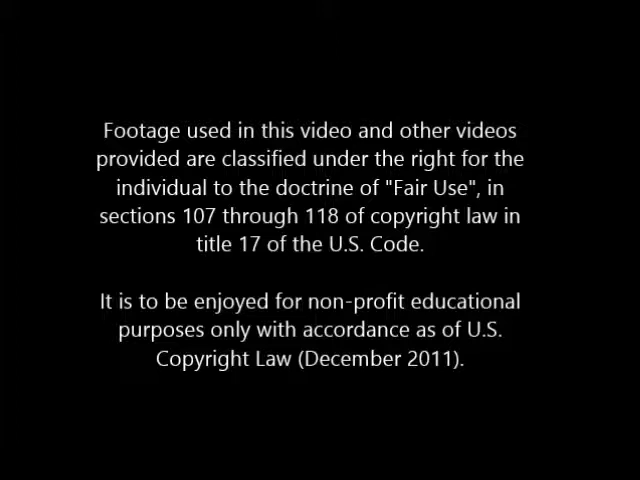 Footage used in this video and other videos
provided are classified under the right for the
individual to the doctrine of "Fair Use", in
sections 107 through 118 of copyright law in
title 17 of the U.S. Code.
It is to be enjoyed for non-profit educational
purposes only with accordance as of U.S.
Copyright Law (December 2011).